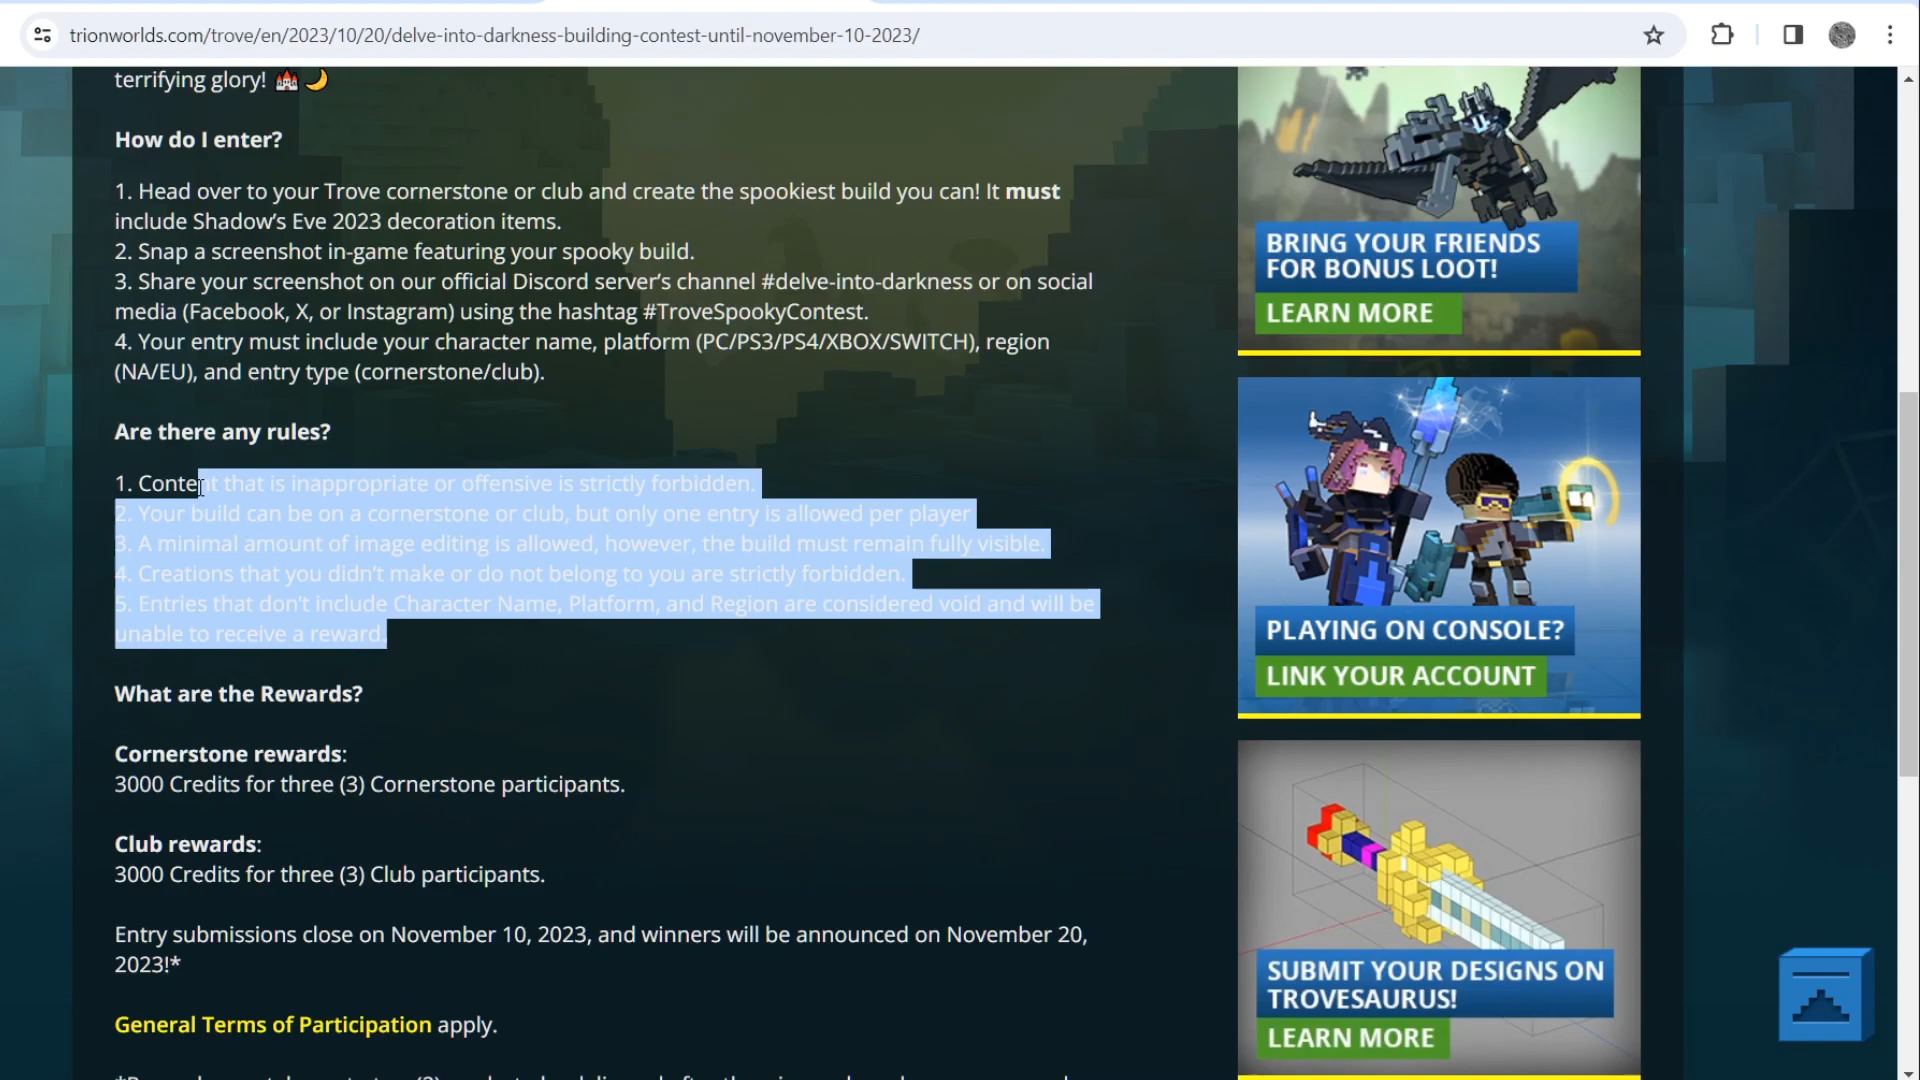 trionworlds.com/trove/en/2023/10/20/delve-into-darkness-building-contest-until-november-10-2023/
terrifying glory! 🏰🌙
How do I enter?
1. Head over to your Trove cornerstone or club and create the spookiest build you can! It must
include Shadow’s Eve 2023 decoration items.
2. Snap a screenshot in-game featuring your spooky build.
3. Share your screenshot on our official Discord server’s channel #delve-into-darkness or on social
media (Facebook, X, or Instagram) using the hashtag #TroveSpookyContest.
4. Your entry must include your character name, platform (PC/PS3/PS4/XBOX/SWITCH), region
(NA/EU), and entry type (cornerstone/club).
Are there any rules?
1. Content that is inappropriate or offensive is strictly forbidden.
2. Your build can be on a cornerstone or club, but only one entry is allowed per player
3. A minimal amount of image editing is allowed, however, the build must remain fully visible.
4. Creations that you didn’t make or do not belong to you are strictly forbidden.
5. Entries that don’t include Character Name, Platform, and Region are considered void and will be
unable to receive a reward.
What are the Rewards?
Cornerstone rewards:
3000 Credits for three (3) Cornerstone participants.
Club rewards:
3000 Credits for three (3) Club participants.
Entry submissions close on November 10, 2023, and winners will be announced on November 20,
2023!*
General Terms of Participation apply.
BRING YOUR FRIENDS
FOR BONUS LOOT!
LEARN MORE
PLAYING ON CONSOLE?
LINK YOUR ACCOUNT
SUBMIT YOUR DESIGNS ON
TROVESAURUS!
LEARN MORE